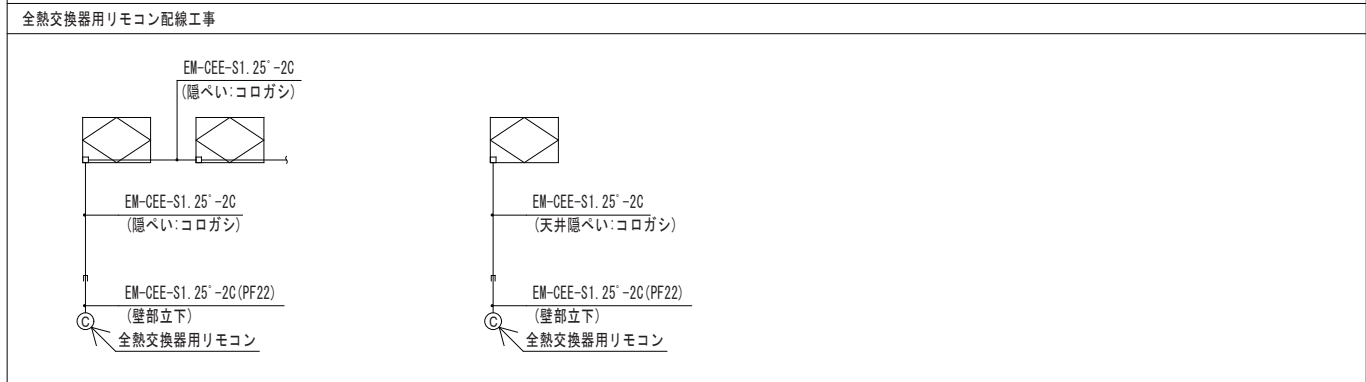 全熱交換器用リモコン配線工事
EM-CEE-S1.25゜-2C
(隠ぺい:コロガシ)
EM-CEE-S1.25゜-2C
(隠ぺい:コロガシ)
EM-CEE-S1.25゜-2C(PF22)
(壁部立下)
C
全熱交換器用リモコン
EM-CEE-S1.25゜-2C
(天井隠ぺい:コロガシ)
EM-CEE-S1.25゜-2C(PF22)
(壁部立下)
C
全熱交換器用リモコン